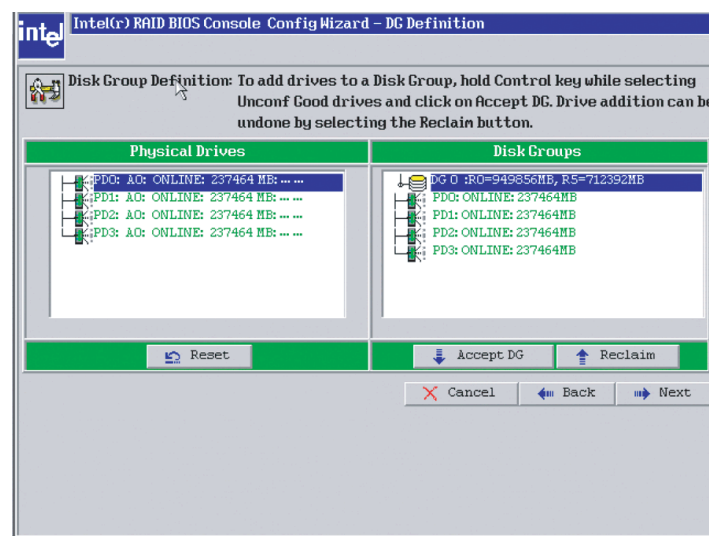 intel
Intel(r) RAID BIOS Console Config Wizard – DG Definition
Disk Group Definition: To add drives to a Disk Group, hold Control key while selecting
Unconf Good drives and click on Accept DG. Drive addition can be
undone by selecting the Reclaim button.
Physical Drives
PD0: A0: ONLINE: 237464 MB: ... ...
PD1: A0: ONLINE: 237464 MB: ... ...
PD2: A0: ONLINE: 237464 MB: ... ...
PD3: A0: ONLINE: 237464 MB: ... ...
Reset
Disk Groups
DG 0 :R0=949856MB, R5=712392MB
PD0: ONLINE: 237464MB
PD1: ONLINE: 237464MB
PD2: ONLINE: 237464MB
PD3: ONLINE: 237464MB
Accept DG
Reclaim
Cancel
Back
Next